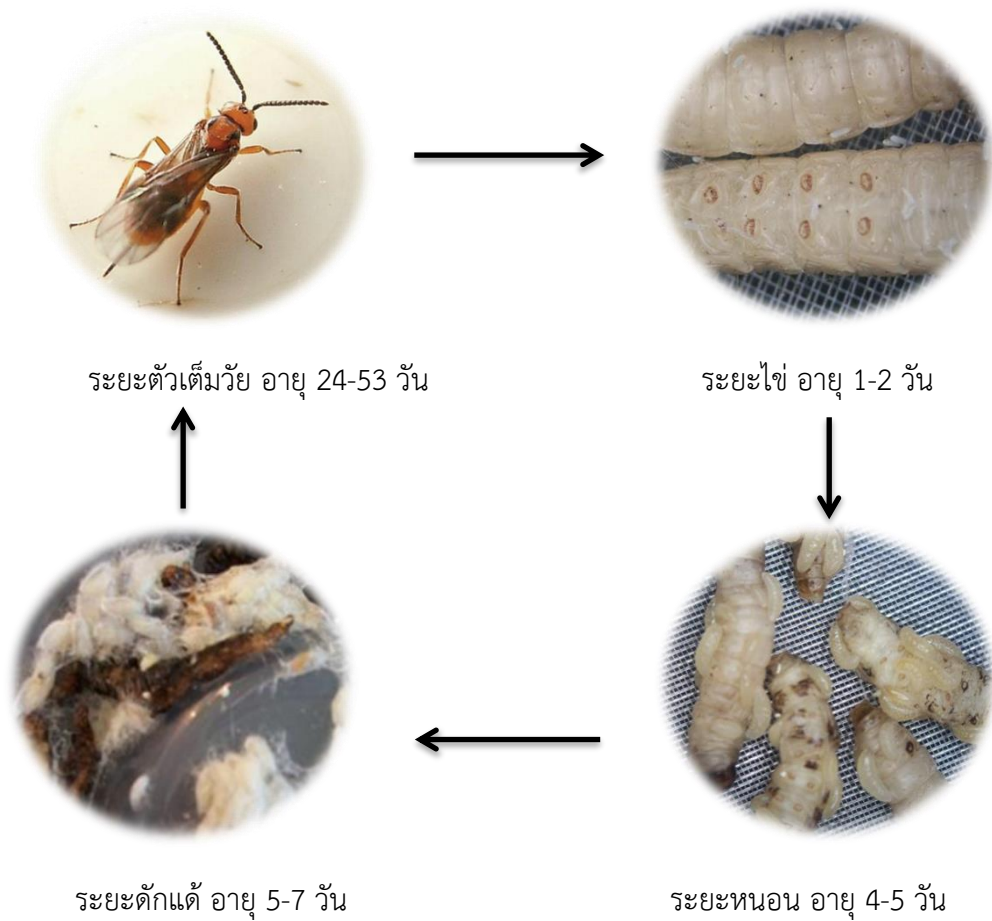 ระยะตัวเต็มวัย อายุ 24-53 วัน
ระยะไข่ อายุ 1-2 วัน
ระยะดักแด้ อายุ 5-7 วัน
ระยะหนอน อายุ 4-5 วัน